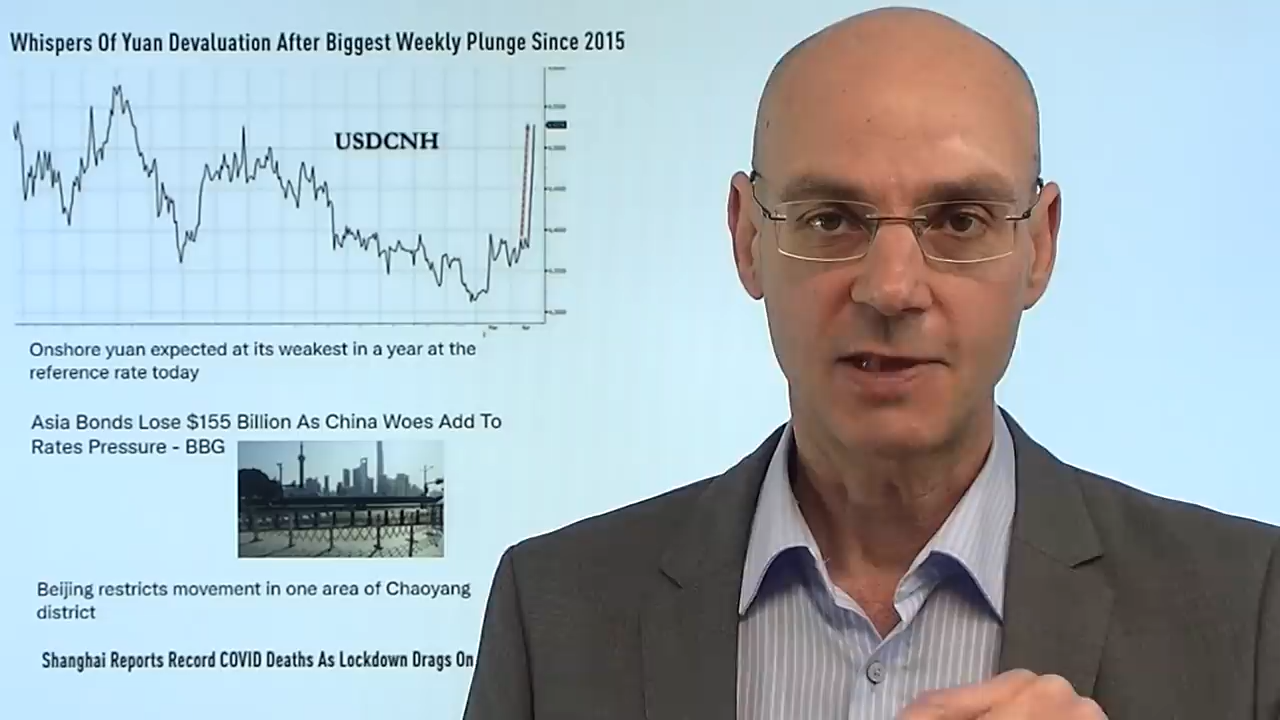 Whispers Of Yuan Devaluation After Biggest Weekly Plunge Since 2015
USDCNH
Onshore yuan expected at its weakest in a year at the
reference rate today
Asia Bonds Lose $155 Billion As China Woes Add To
Rates Pressure - BBG
Beijing restricts movement in one area of Chaoyang
district
Shanghai Reports Record COVID Deaths As Lockdown Drags On